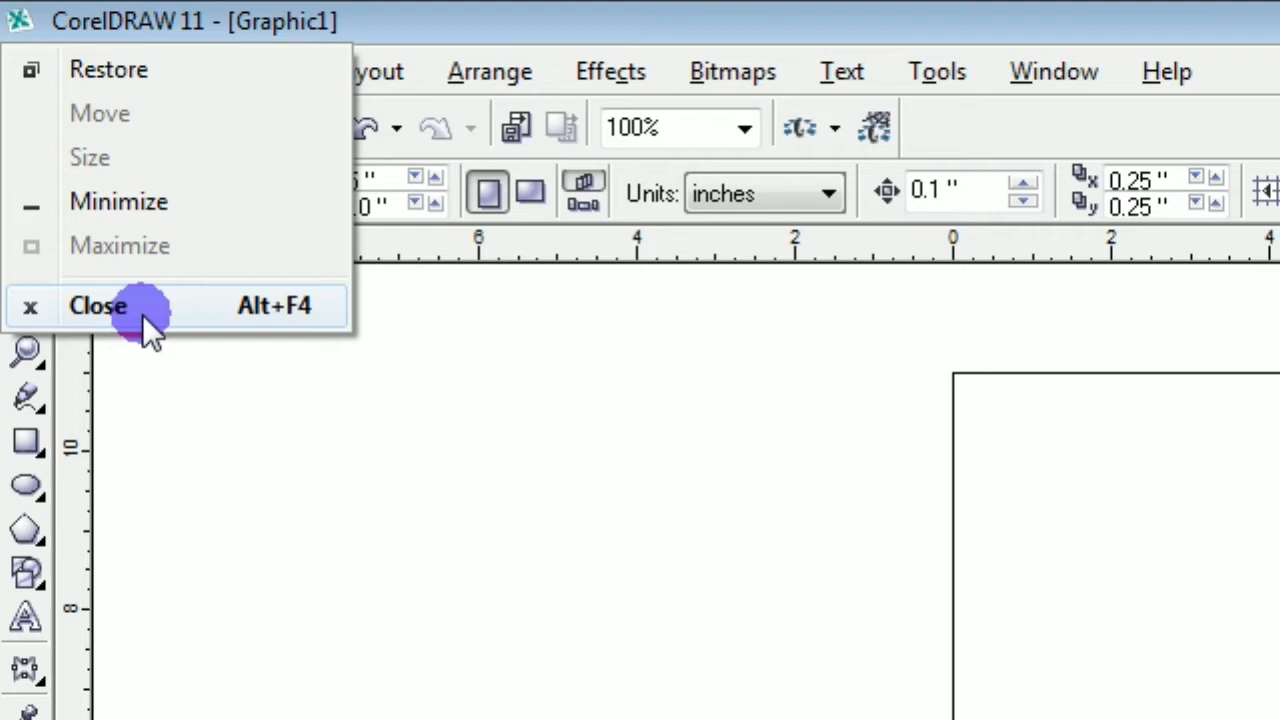 CorelDRAW 11 - [Graphic1]
Restore
Move
Size
Minimize
Maximize
Close Alt+F4
yout Arrange Effects Bitmaps Text Tools Window Help
100%
Units: inches
0.1 "
0.25 "
0.25 "
6 4 2 0 2 4
10
8